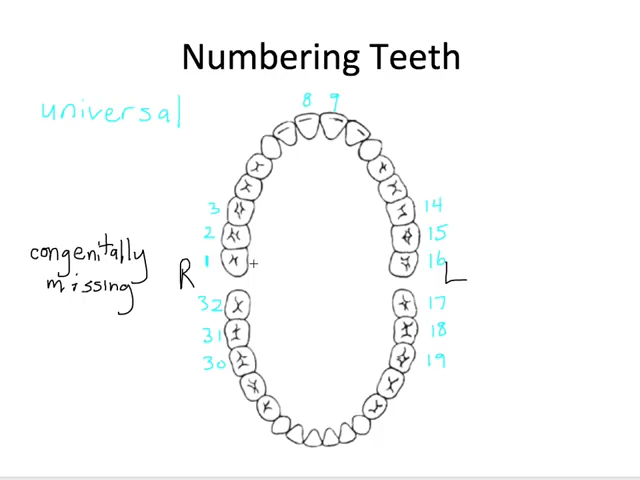 Numbering Teeth
universal
8 9
3
14
2
15
1
16
congenitally
missing
R
L
32
17
31
18
30
19